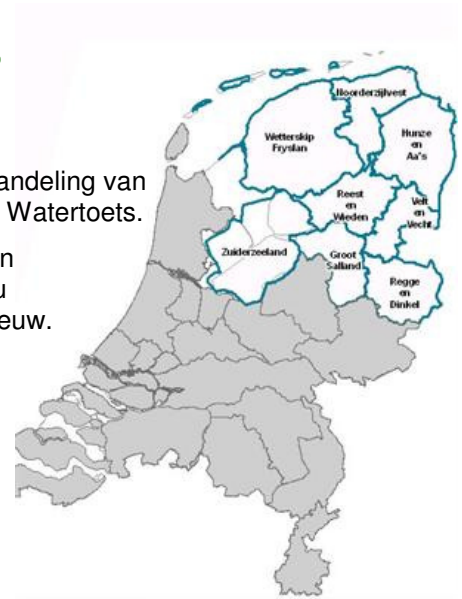 andeling van
Watertoets.
n
u
euw.
Noorderzijlvest
Wetterskip
Fryslan
Hunze
en
Aa's
Reest
en
Wieden
Velt
en
Vecht
Zuiderzeeland
Groot
Salland
Regge
en
Dinkel